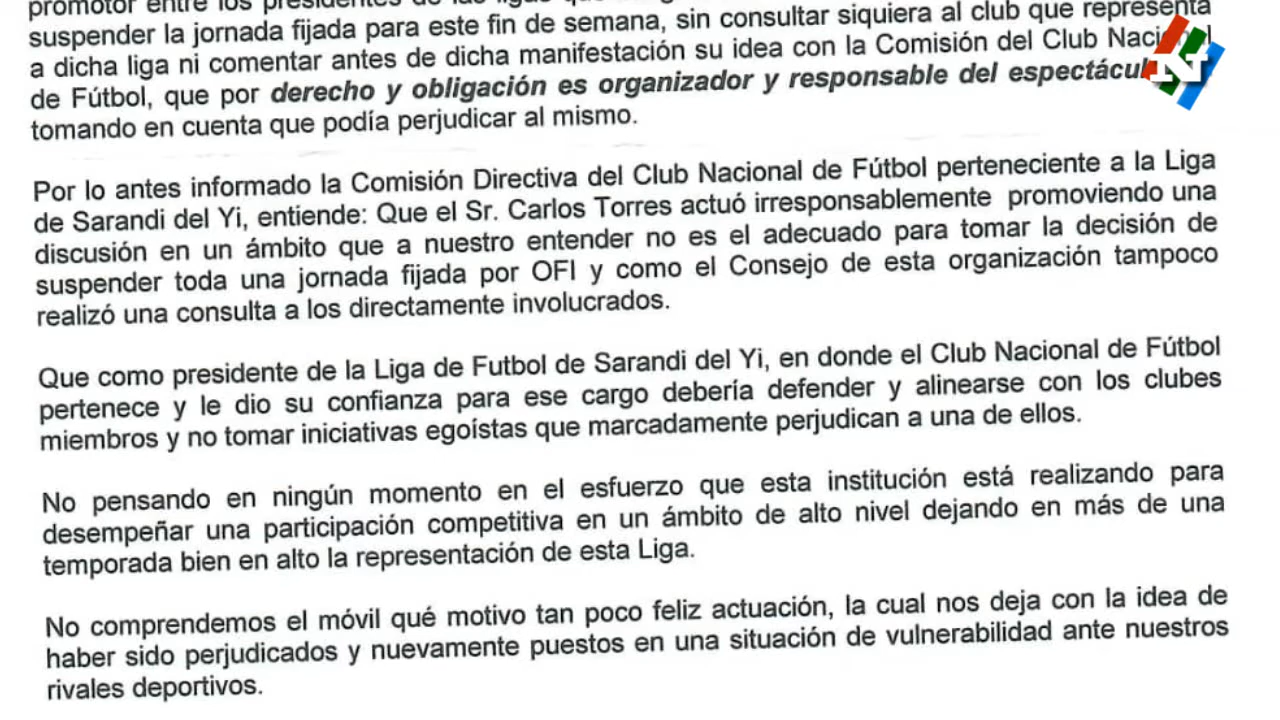 promotor entre los presidentes de las ligas que
suspender la jornada fijada para este fin de semana, sin consultar siquiera al club que representa
a dicha liga ni comentar antes de dicha manifestación su idea con la Comisión del Club Nacional
de Fútbol, que por derecho y obligación es organizador y responsable del
tomando en cuenta que podía perjudicar al mismo.
Por lo antes informado la Comisión Directiva del Club Nacional de Fútbol perteneciente a la Liga
de Sarandi del Yi, entiende: Que el Sr. Carlos Torres actuó irresponsablemente promoviendo una
discusión en un ámbito que a nuestro entender no es el adecuado para tomar la decisión de
suspender toda una jornada fijada por OFI y como el Consejo de esta organización tampoco
realizó una consulta a los directamente involucrados.
Que como presidente de la Liga de Futbol de Sarandi del Yi, en donde el Club Nacional de Fútbol
pertenece y le dio su confianza para ese cargo debería defender y alinearse con los clubes
miembros y no tomar iniciativas egoístas que marcadamente perjudican a una de ellos.
No pensando en ningún momento en el esfuerzo que esta institución está realizando para
desempeñar una participación competitiva en un ámbito de alto nivel dejando en más de una
temporada bien en alto la representación de esta Liga.
No comprendemos el móvil qué motivo tan poco feliz actuación, la cual nos deja con la idea de
haber sido perjudicados y nuevamente puestos en una situación de vulnerabilidad ante nuestros
rivales deportivos.
N